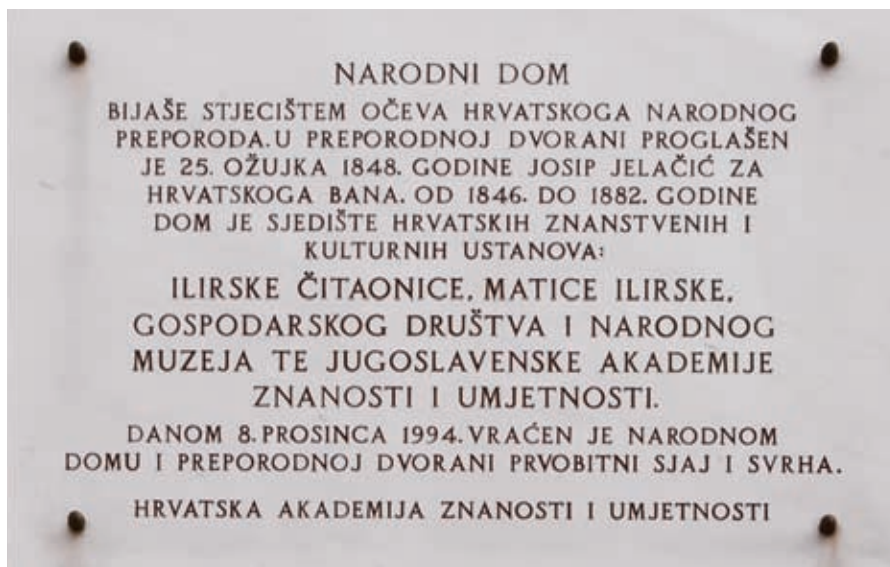 NARODNI DOM
BIJAŠE STJECIŠTEM OČEVA HRVATSKOGA NARODNOG
PREPORODA. U PREPORODNOJ DVORANI PROGLAŠEN
JE 25. OŽUJKA 1848. GODINE JOSIP JELAČIĆ ZA
HRVATSKOGA BANA. OD 1846. DO 1882. GODINE
DOM JE SJEDIŠTE HRVATSKIH ZNANSTVENIH I
KULTURNIH USTANOVA:
ILIRSKE ČITAONICE, MATICE ILIRSKE,
GOSPODARSKOG DRUŠTVA I NARODNOG
MUZEJA TE JUGOSLAVENSKE AKADEMIJE
ZNANOSTI I UMJETNOSTI.
DANOM 8. PROSINCA 1994. VRAĆEN JE NARODNOM
DOMU I PREPORODNOJ DVORANI PRVOBITNI SJAJ I SVRHA.
HRVATSKA AKADEMIJA ZNANOSTI I UMJETNOSTI